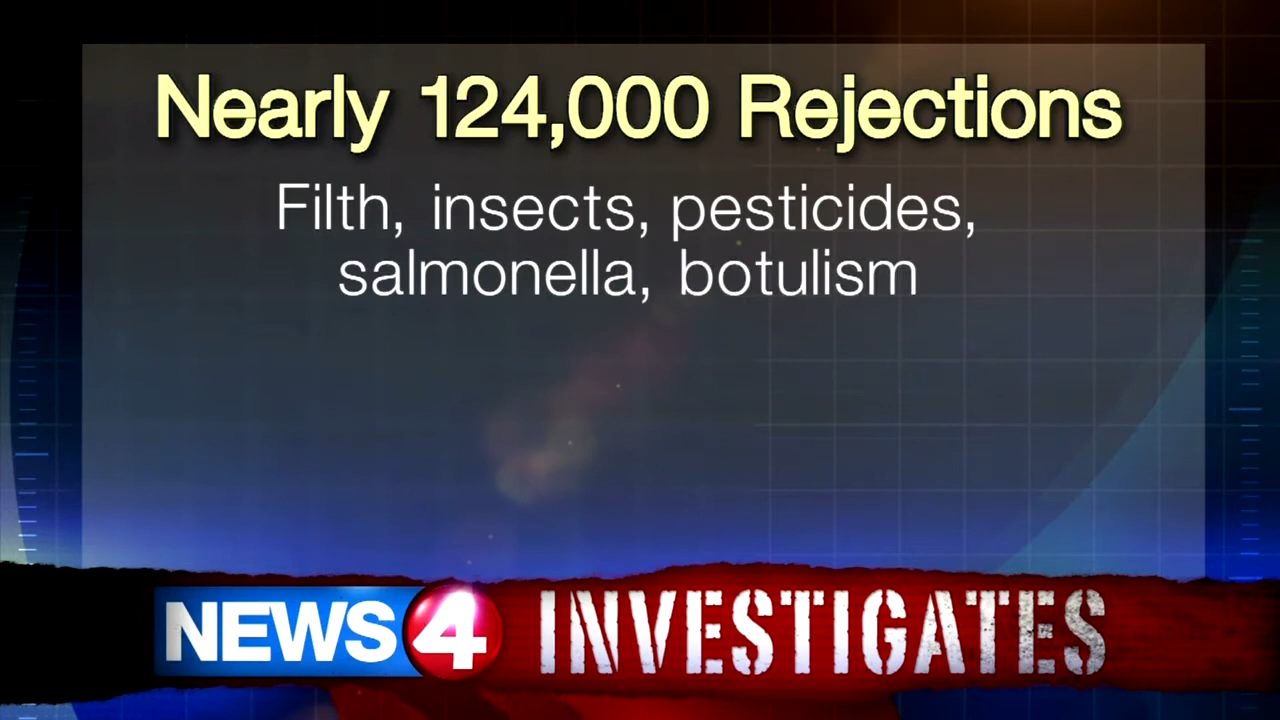 Nearly 124,000 Rejections
Filth, insects, pesticides,
salmonella, botulism
NEWS 4 INVESTIGATES